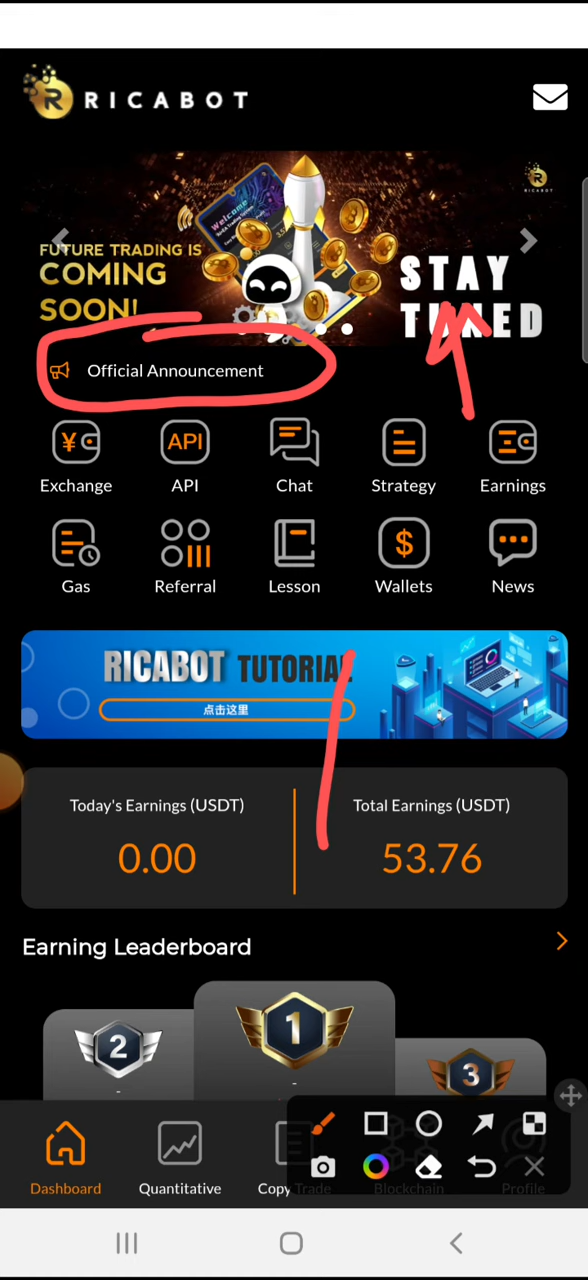 RICABOT
Welcome
RICABOT
FUTURE TRADING IS
COMING
SOON!
STAY
TUNED
Official Announcement
API
Exchange
API
Chat
Strategy
Earnings
Gas
Referral
Lesson
Wallets
News
RICABOT TUTORIAL
点击这里
Today's Earnings (USDT)
Total Earnings (USDT)
0.00
53.76
Earning Leaderboard
1
2
3
-
-
Dashboard
Quantitative
Copy Trade
Blockchain
Profile